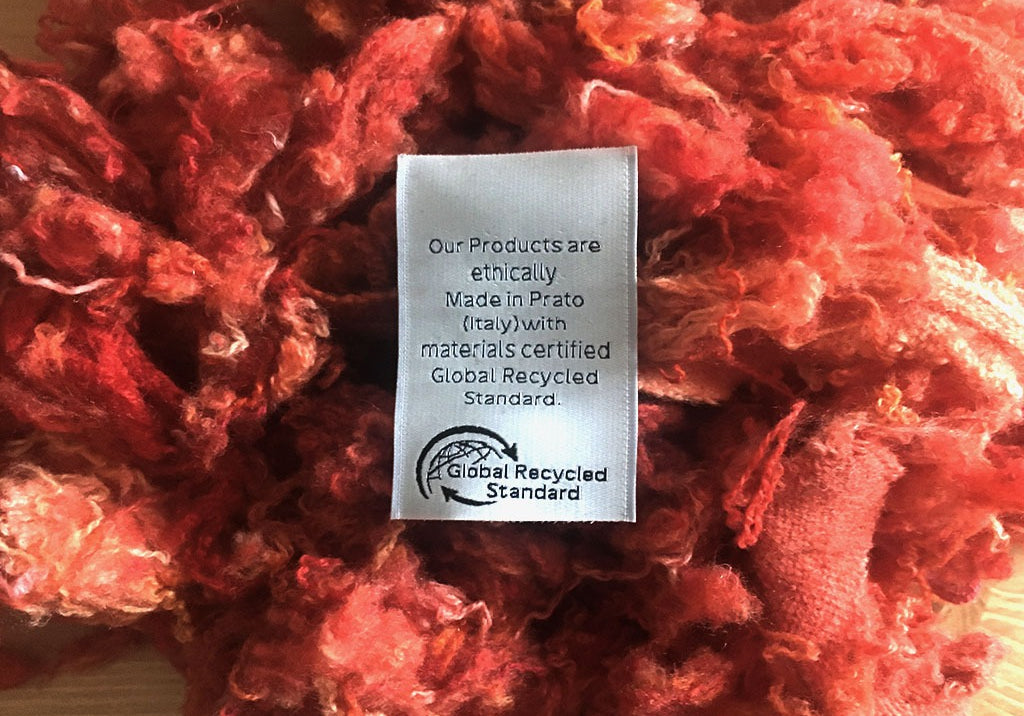 Our Products are
ethically
Made in Prato
(Italy)with
materials certified
Global Recycled
Standard.
Global Recycled
Standard